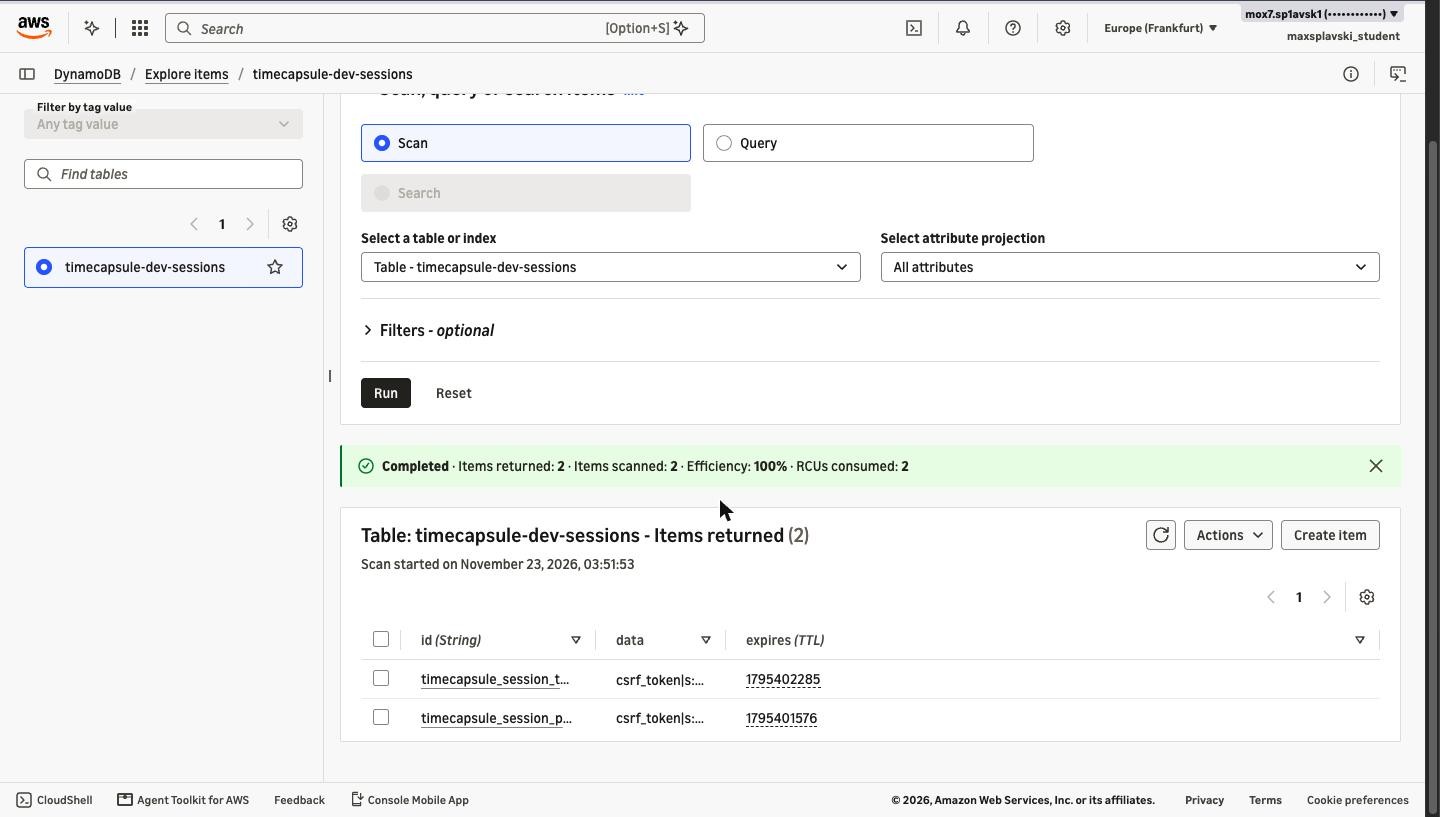 aws
Search [Option+S]
Europe (Frankfurt)
mox7.sp1avsk1 (············)
maxsplavski_student
DynamoDB / Explore items / timecapsule-dev-sessions
Filter by tag value
Any tag value
Find tables
1
timecapsule-dev-sessions
Scan, query or search items
Scan
Query
Search
Select a table or index
Table - timecapsule-dev-sessions
Select attribute projection
All attributes
Filters - optional
Run Reset
Completed · Items returned: 2 · Items scanned: 2 · Efficiency: 100% · RCUs consumed: 2
Table: timecapsule-dev-sessions - Items returned (2)
Actions
Create item
Scan started on November 23, 2026, 03:51:53
1
id (String) data expires (TTL)
timecapsule_session_t... csrf_token|s:... 1795402285
timecapsule_session_p... csrf_token|s:... 1795401576
CloudShell Agent Toolkit for AWS Feedback Console Mobile App © 2026, Amazon Web Services, Inc. or its affiliates. Privacy Terms Cookie preferences